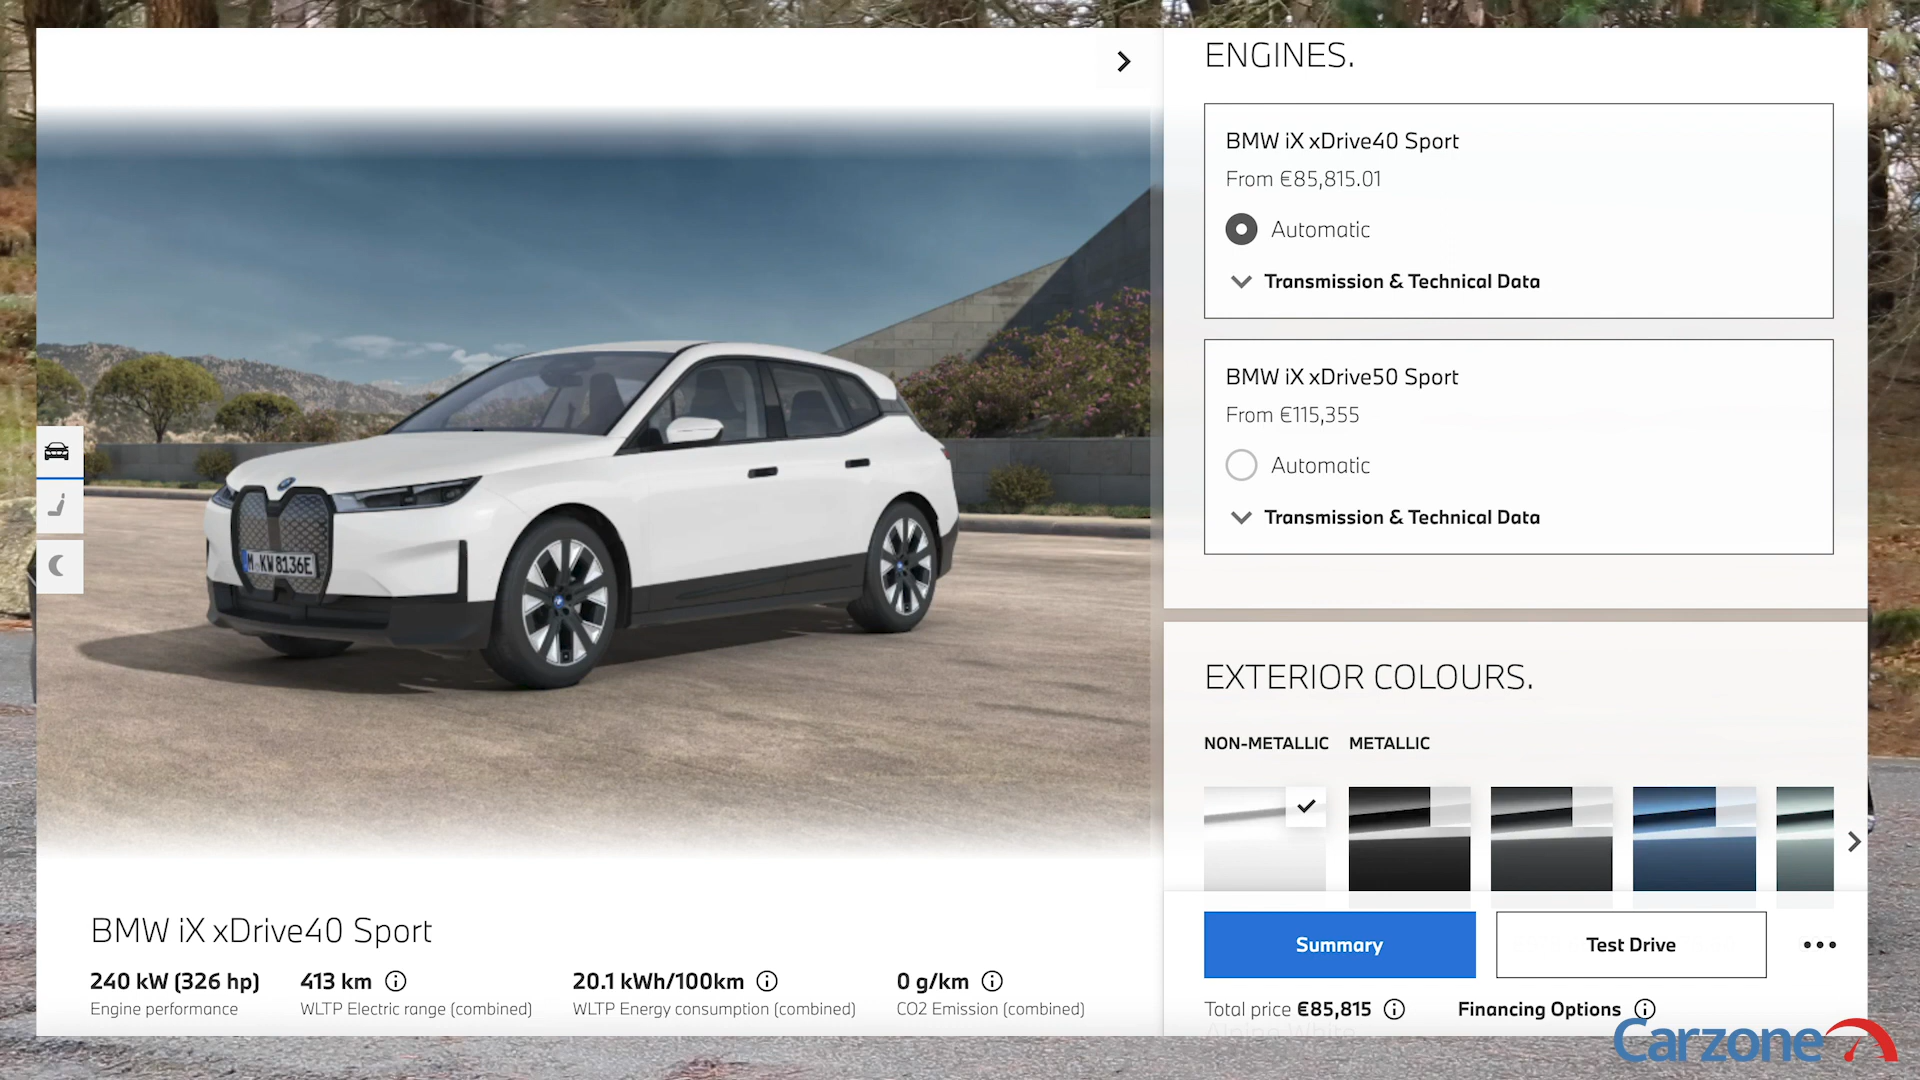 ENGINES.
BMW iX xDrive40 Sport
From €85,815.01
Automatic
Transmission & Technical Data
BMW iX xDrive50 Sport
From €115,355
Automatic
Transmission & Technical Data
EXTERIOR COLOURS.
NON-METALLIC METALLIC
Summary
Test Drive
Total price €85,815
Financing Options
Alpine White
M KW 8136E
BMW iX xDrive40 Sport
240 kW (326 hp)
Engine performance
413 km
WLTP Electric range (combined)
20.1 kWh/100km
WLTP Energy consumption (combined)
0 g/km
CO2 Emission (combined)
Carzone